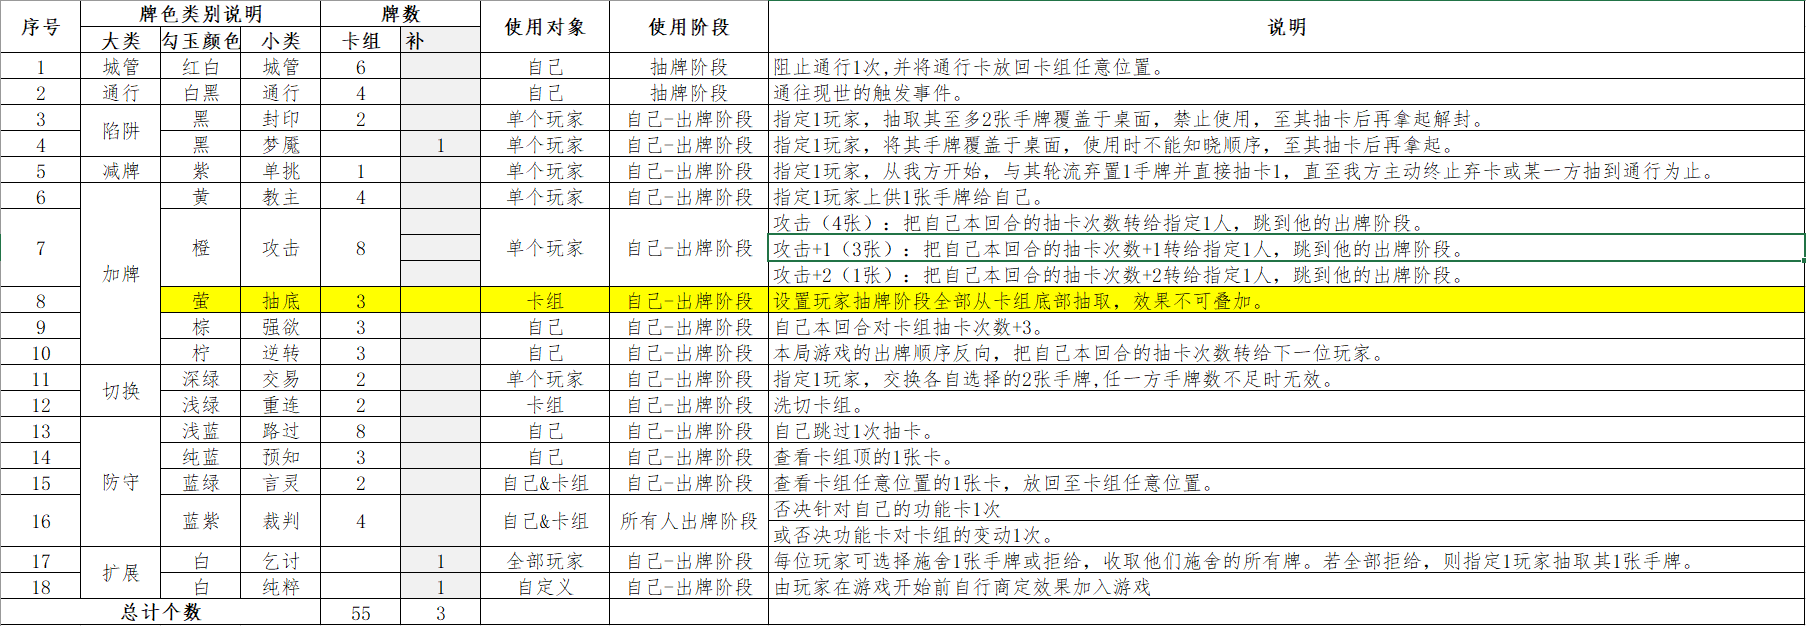 序号 牌色类别说明 牌数 使用对象 使用阶段 说明
大类 勾玉颜色 小类 卡组 补
1 城管 红白 城管 6 自己 抽牌阶段 阻止通行1次,并将通行卡放回卡组任意位置。
2 通行 白黑 通行 4 自己 抽牌阶段 通往现世的触发事件。
3 陷阱 黑 封印 2 单个玩家 自己-出牌阶段 指定1玩家，抽取其至多2张手牌覆盖于桌面，禁止使用，至其抽卡后再拿起解封。
4 黑 梦魇 1 单个玩家 自己-出牌阶段 指定1玩家，将其手牌覆盖于桌面，使用时不能知晓顺序，至其抽卡后再拿起。
5 减牌 紫 单挑 1 单个玩家 自己-出牌阶段 指定1玩家，从我方开始，与其轮流弃置1手牌并直接抽卡1，直至我方主动终止弃卡或某一方抽到通行为止。
6 加牌 黄 教主 4 单个玩家 自己-出牌阶段 指定1玩家上供1张手牌给自己。
7 橙 攻击 8 单个玩家 自己-出牌阶段 攻击（4张）：把自己本回合的抽卡次数转给指定1人，跳到他的出牌阶段。
攻击+1（3张）：把自己本回合的抽卡次数+1转给指定1人，跳到他的出牌阶段。
攻击+2（1张）：把自己本回合的抽卡次数+2转给指定1人，跳到他的出牌阶段。
8 萤 抽底 3 卡组 自己-出牌阶段 设置玩家抽牌阶段全部从卡组底部抽取，效果不可叠加。
9 棕 强欲 3 自己 自己-出牌阶段 自己本回合对卡组抽卡次数+3。
10 柠 逆转 3 自己 自己-出牌阶段 本局游戏的出牌顺序反向，把自己本回合的抽卡次数转给下一位玩家。
11 切换 深绿 交易 2 单个玩家 自己-出牌阶段 指定1玩家，交换各自选择的2张手牌,任一方手牌数不足时无效。
12 浅绿 重连 2 卡组 自己-出牌阶段 洗切卡组。
13 防守 浅蓝 路过 8 自己 自己-出牌阶段 自己跳过1次抽卡。
14 纯蓝 预知 3 自己 自己-出牌阶段 查看卡组顶的1张卡。
15 蓝绿 言灵 2 自己&卡组 自己-出牌阶段 查看卡组任意位置的1张卡，放回至卡组任意位置。
16 蓝紫 裁判 4 自己&卡组 所有人出牌阶段 否决针对自己的功能卡1次
或否决功能卡对卡组的变动1次。
17 扩展 白 乞讨 1 全部玩家 自己-出牌阶段 每位玩家可选择施舍1张手牌或拒给，收取他们施舍的所有牌。若全部拒给，则指定1玩家抽取其1张手牌。
18 白 纯粹 1 自定义 自己-出牌阶段 由玩家在游戏开始前自行商定效果加入游戏
总计个数 55 3